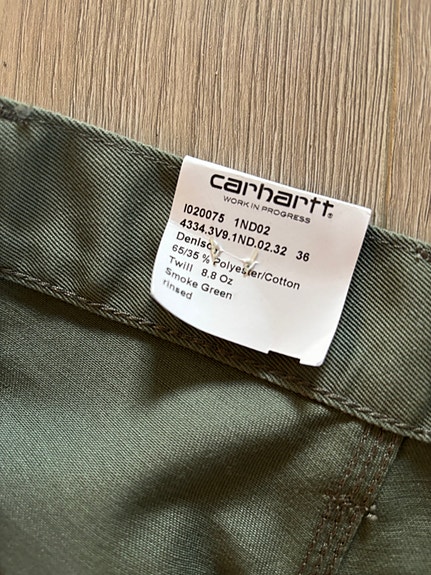 carhartt®
WORK IN PROGRESS
I020075 1ND02
4334.3V9.1ND.02.32 36
Denison
65/35 % Polyester/Cotton
Twill 8.8 Oz
Smoke Green
rinsed